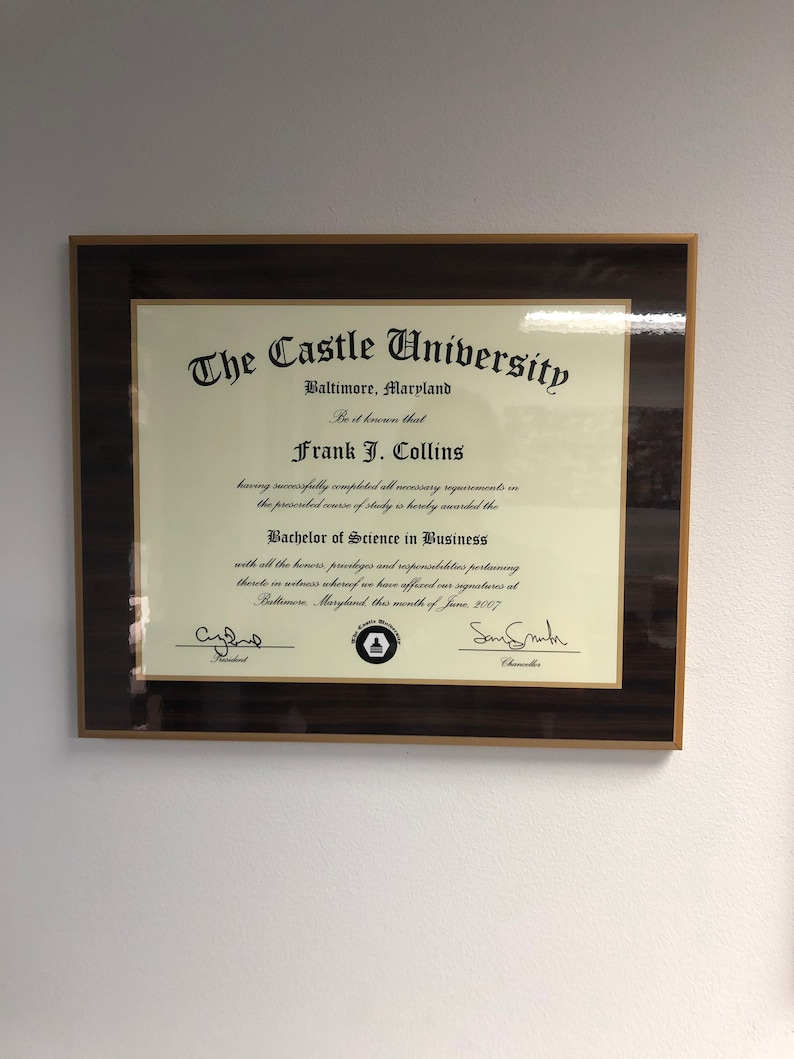 The Castle University
Baltimore, Maryland
Be it known that
Frank J. Collins
having successfully completed all necessary requirements in
the prescribed course of study is hereby awarded the
Bachelor of Science in Business
with all the honors, privileges and responsibilities pertaining
thereto in witness whereof we have affixed our signatures at
Baltimore, Maryland, this month of June, 2007
The Castle University
President
Chancellor